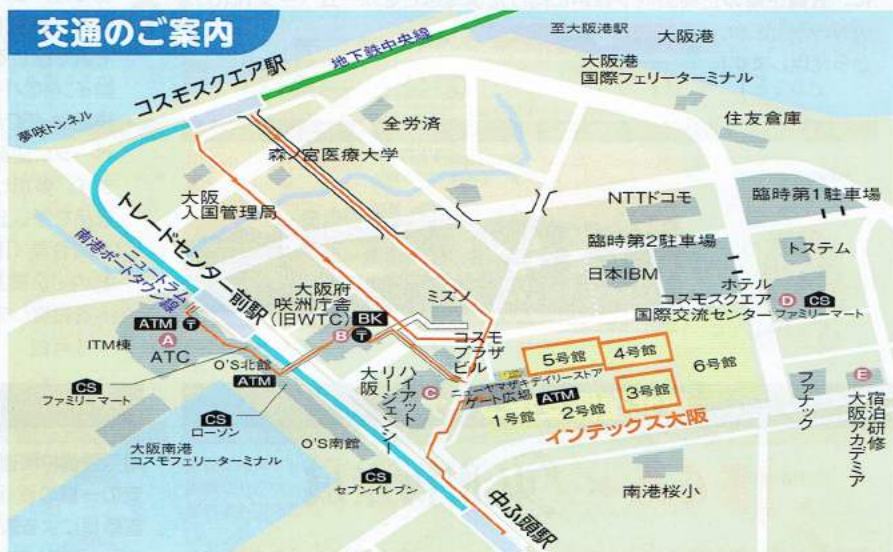 交通のご案内
至大阪港駅
大阪港
地下鉄中央線
コスモスクエア駅
大阪港
国際フェリーターミナル
夢咲トンネル
全労済
住友倉庫
森ノ宮医療大学
大阪
入国管理局
NTTドコモ
臨時第1駐車場
トレードセンター前駅
ニュートラム
南港ポートタウン線
臨時第2駐車場
トステム
日本IBM
大阪府
咲洲庁舎
(旧WTC)
BK
B
〒
ミズノ
ホテル
コスモスクエア
国際交流センター
D
CS
ファミリーマート
ATM
〒
A
ITM棟
ATC
コスモ
プラザ
ビル
5号館
4号館
6号館
3号館
O'S北館
ATM
CS
ファミリーマート
ハイアット
リージェンシー
大阪
C
ニューヤマザキデイリーストア
ゲート広場
ATM
1号館
2号館
インテックス大阪
ファナック
E
宿泊研修
大阪アカデミア
CS
ローソン
大阪南港
コスモフェリーターミナル
O'S南館
CS
セブンイレブン
中ふ頭駅
南港桜小